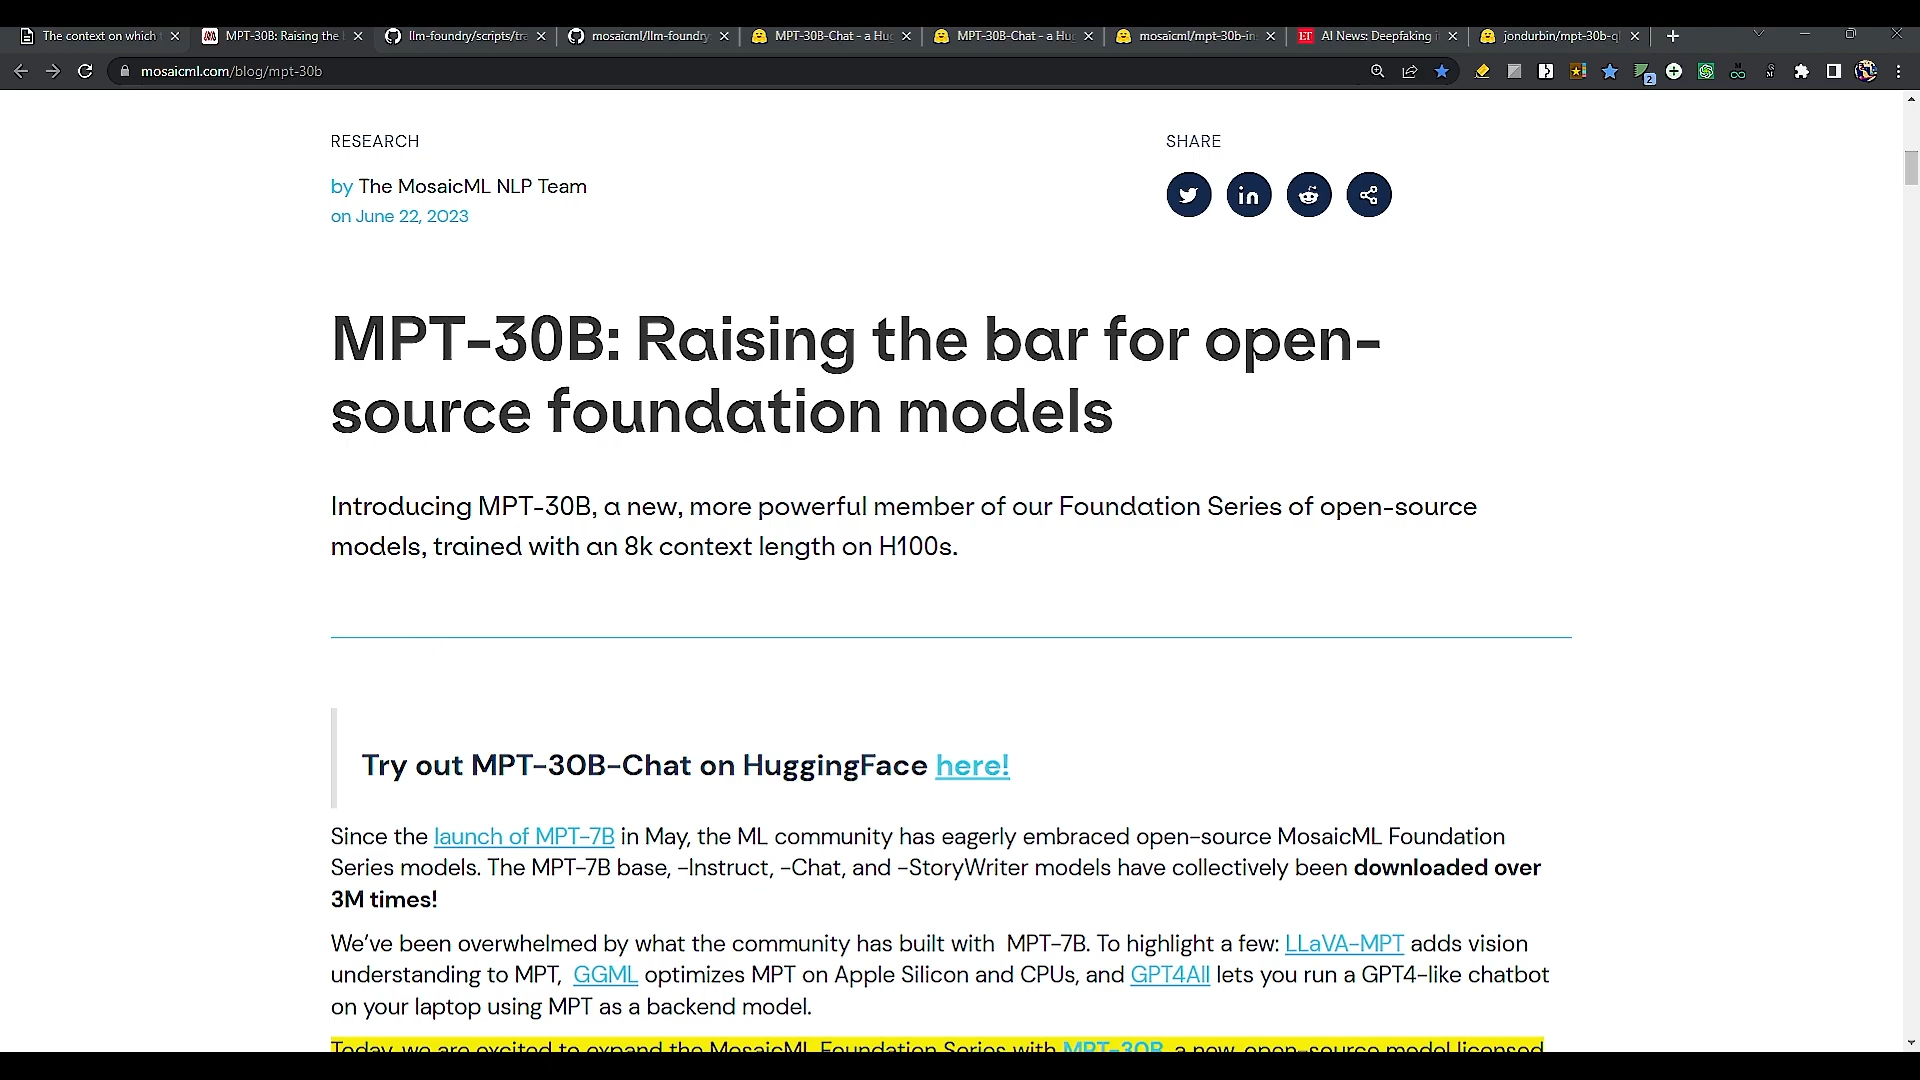 The context on which
MPT-30B: Raising the
llm-foundry/scripts/tra
mosaicml/llm-foundry
MPT-30B-Chat - a Hug
MPT-30B-Chat - a Hug
mosaicml/mpt-30b-in
AI News: Deepfaking
jondurbin/mpt-30b-q
mosaicml.com/blog/mpt-30b
2
RESEARCH
SHARE
by The MosaicML NLP Team
on June 22, 2023
MPT-30B: Raising the bar for open-
source foundation models
Introducing MPT-30B, a new, more powerful member of our Foundation Series of open-source
models, trained with an 8k context length on H100s.
Try out MPT-30B-Chat on HuggingFace here!
Since the launch of MPT-7B in May, the ML community has eagerly embraced open-source MosaicML Foundation
Series models. The MPT-7B base, -Instruct, -Chat, and -StoryWriter models have collectively been downloaded over
3M times!
We've been overwhelmed by what the community has built with MPT-7B. To highlight a few: LLaVA-MPT adds vision
understanding to MPT, GGML optimizes MPT on Apple Silicon and CPUs, and GPT4All lets you run a GPT4-like chatbot
on your laptop using MPT as a backend model.
Today, we are excited to expand the MosaicML Foundation Series with MPT-30B, a new, open-source model licensed